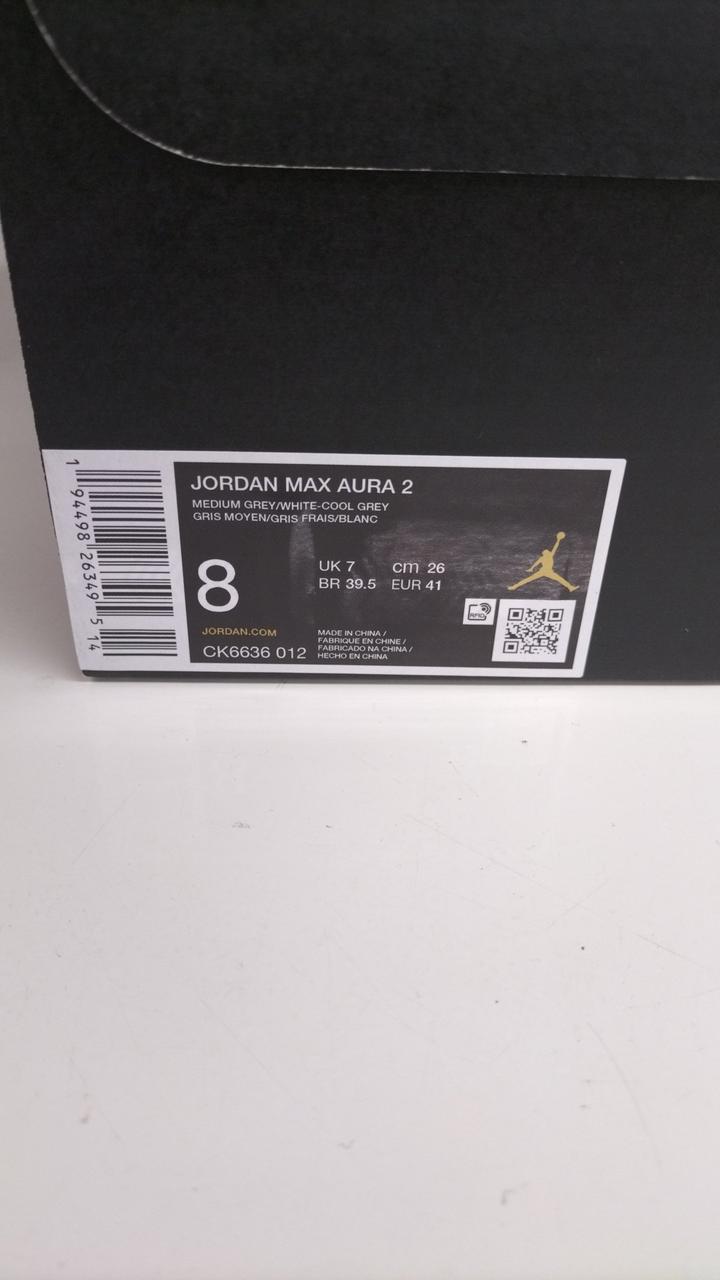 JORDAN MAX AURA 2
MEDIUM GREY/WHITE-COOL GREY
GRIS MOYEN/GRIS FRAIS/BLANC
8
UK 7 cm 26
BR 39.5 EUR 41
RFID
JORDAN.COM
CK6636 012
MADE IN CHINA /
FABRIQUE EN CHINE /
FABRICADO NA CHINA /
HECHO EN CHINA
1 94498 26349 5 14